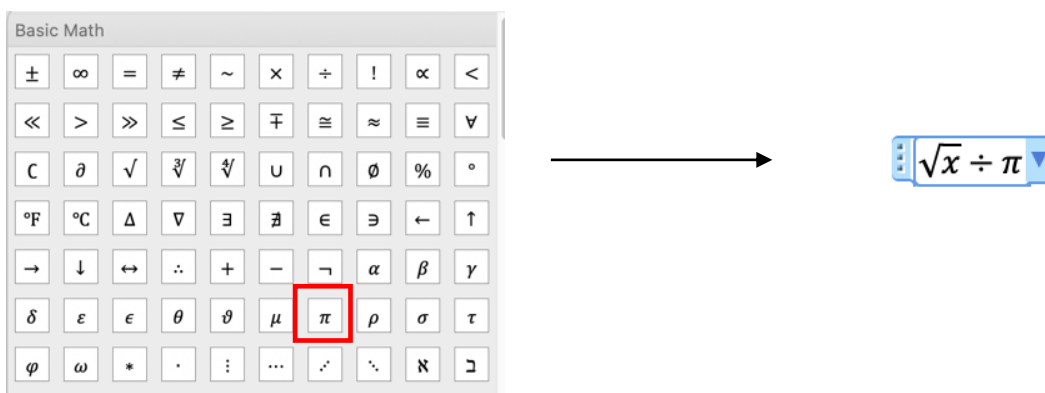 Basic Math
± ∞ = ≠ ~ × ÷ ! ∝ <
≪ > ≫ ≤ ≥ ∓ ≅ ≈ ≡ ∀
∁ ∂ √ ∛ ∜ ∪ ∩ ∅ % °
°F °C ∆ ∇ ∃ ∄ ∈ ∋ ← ↑
→ ↓ ↔ ∴ + − ¬ α β γ
δ ε ϵ θ ϑ μ π ρ σ τ
φ ω ∗ ∙ ⋮ ⋯ ⋰ ⋱ ℵ ℶ
√x ÷ π